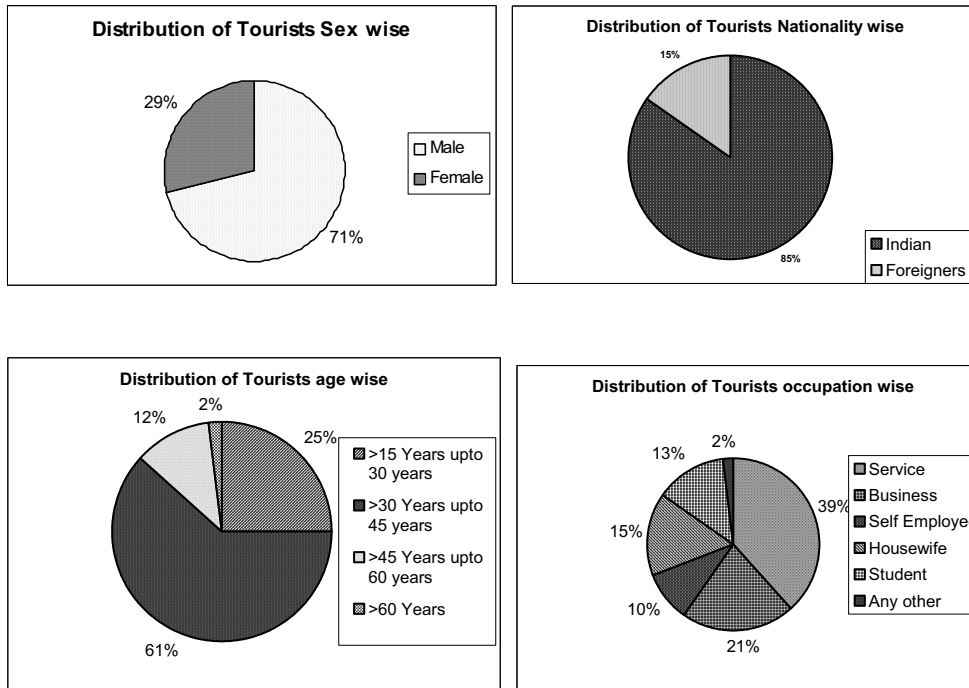 Distribution of Tourists Sex wise
29%
71%
Male
Female
Distribution of Tourists Nationality wise
15%
85%
Indian
Foreigners
Distribution of Tourists age wise
2%
12%
25%
61%
>15 Years upto
30 years
>30 Years upto
45 years
>45 Years upto
60 years
>60 Years
Distribution of Tourists occupation wise
2%
13%
39%
15%
10%
21%
Service
Business
Self Employe
Housewife
Student
Any other